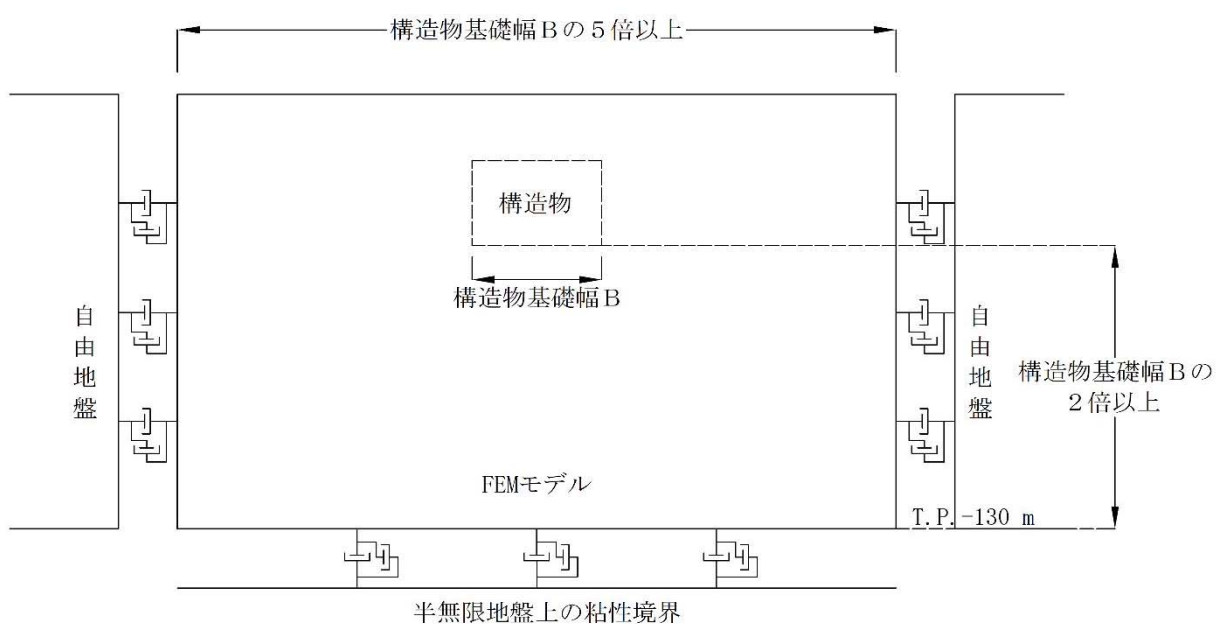 構造物基礎幅Ｂの５倍以上
構造物
構造物基礎幅Ｂ
自由地盤
自由地盤
構造物基礎幅Ｂの
２倍以上
FEMモデル
T.P.-130 m
半無限地盤上の粘性境界